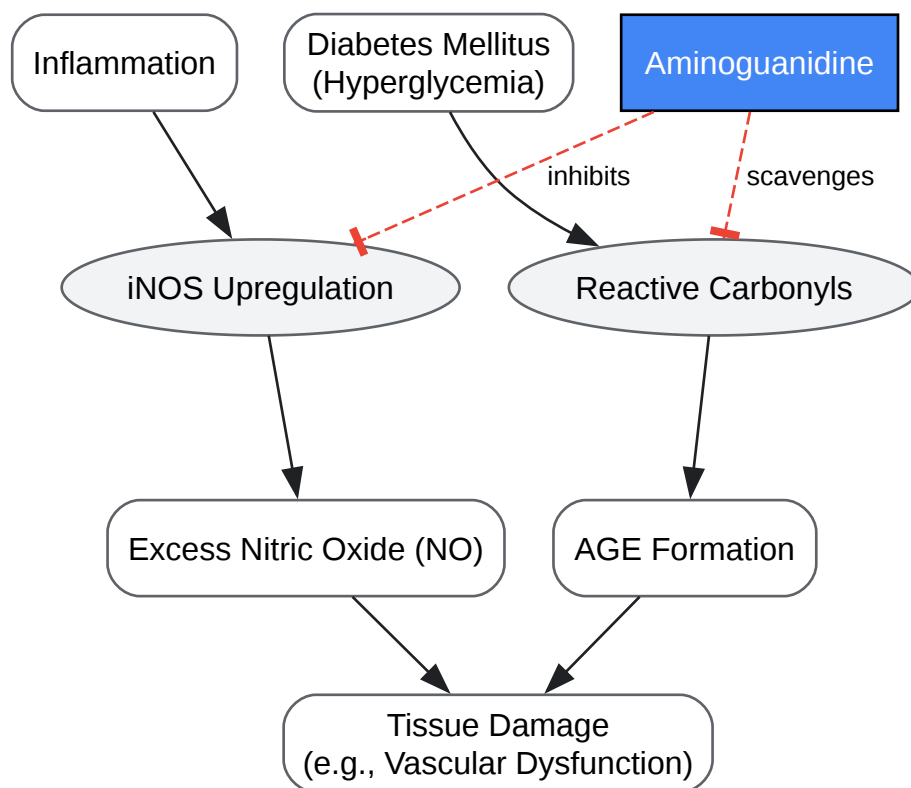 Inflammation
Diabetes Mellitus
(Hyperglycemia)
Aminoguanidine
inhibits
scavenges
iNOS Upregulation
Reactive Carbonyls
Excess Nitric Oxide (NO)
AGE Formation
Tissue Damage
(e.g., Vascular Dysfunction)